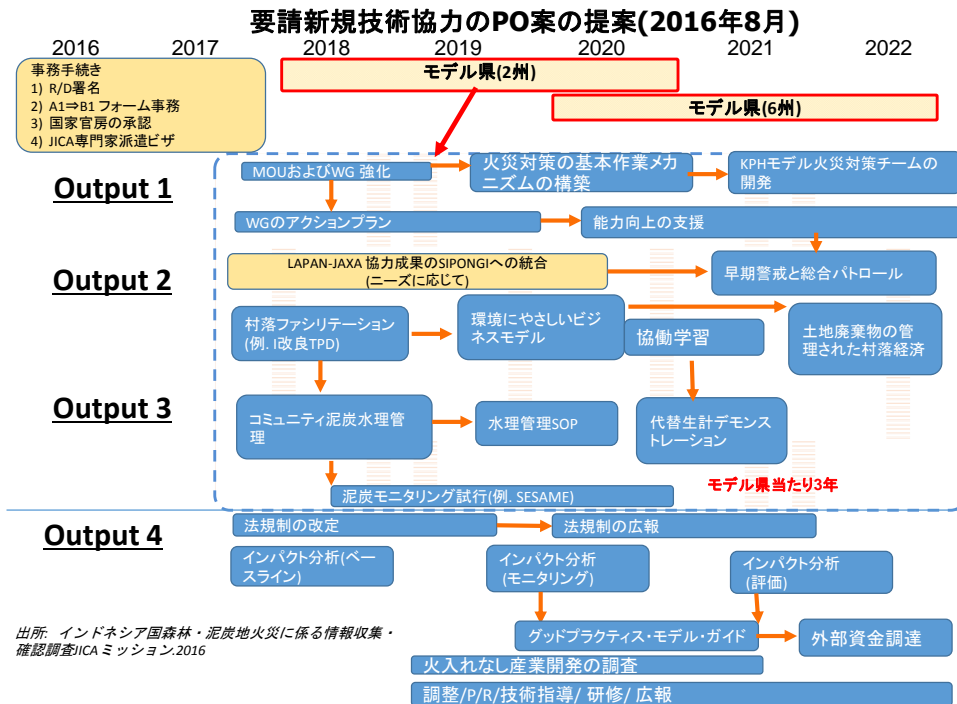 要請新規技術協力のPO案の提案(2016年8月)
2016
2017
2018
2019
2020
2021
2022
事務手続き
1) R/D署名
2) A1⇒B1 フォーム事務
3) 国家官房の承認
4) JICA専門家派遣ビザ
モデル県(2州)
モデル県(6州)
Output 1
MOUおよびWG 強化
火災対策の基本作業メカ
ニズムの構築
KPHモデル火災対策チームの
開発
WGのアクションプラン
能力向上の支援
Output 2
LAPAN-JAXA 協力成果のSIPONGIへの統合
(ニーズに応じて)
早期警戒と総合パトロール
村落ファシリテーション
(例. I改良TPD)
環境にやさしいビジ
ネスモデル
協働学習
土地廃棄物の管
理された村落経済
Output 3
コミュニティ泥炭水理管
理
水理管理SOP
代替生計デモンス
トレーション
泥炭モニタリング試行(例. SESAME)
モデル県当たり3年
Output 4
法規制の改定
法規制の広報
インパクト分析(ベー
スライン)
インパクト分析
(モニタリング)
インパクト分析
(評価)
グッドプラクティス・モデル・ガイド
外部資金調達
出所: インドネシア国森林・泥炭地火災に係る情報収集・
確認調査JICAミッション.2016
火入れなし産業開発の調査
調整/P/R/技術指導/ 研修/ 広報